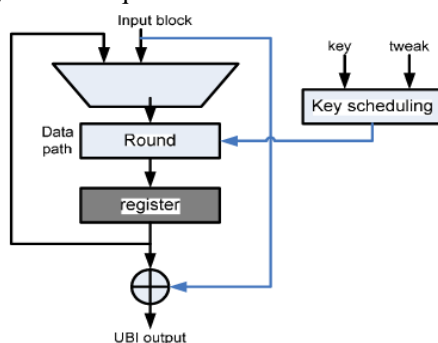 Input block
key
tweak
Key scheduling
Data
path
Round
register
UBI output